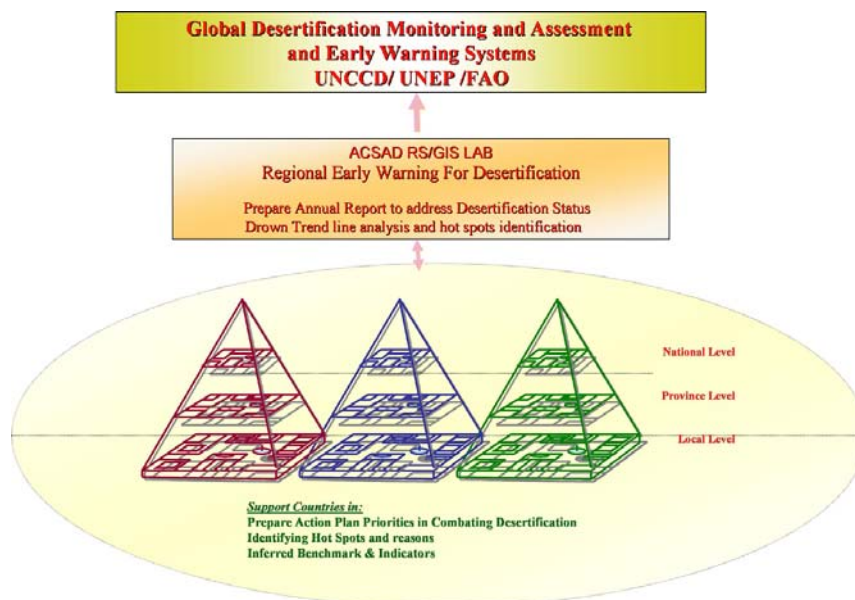 Global Desertification Monitoring and Assessment
and Early Warning Systems
UNCCD/ UNEP /FAO
ACSAD RS/GIS LAB
Regional Early Warning For Desertification
Prepare Annual Report to address Desertification Status
Drown Trend line analysis and hot spots identification
National Level
Province Level
Local Level
Support Countries in:
Prepare Action Plan Priorities in Combating Desertification
Identifying Hot Spots and reasons
Inferred Benchmark & Indicators